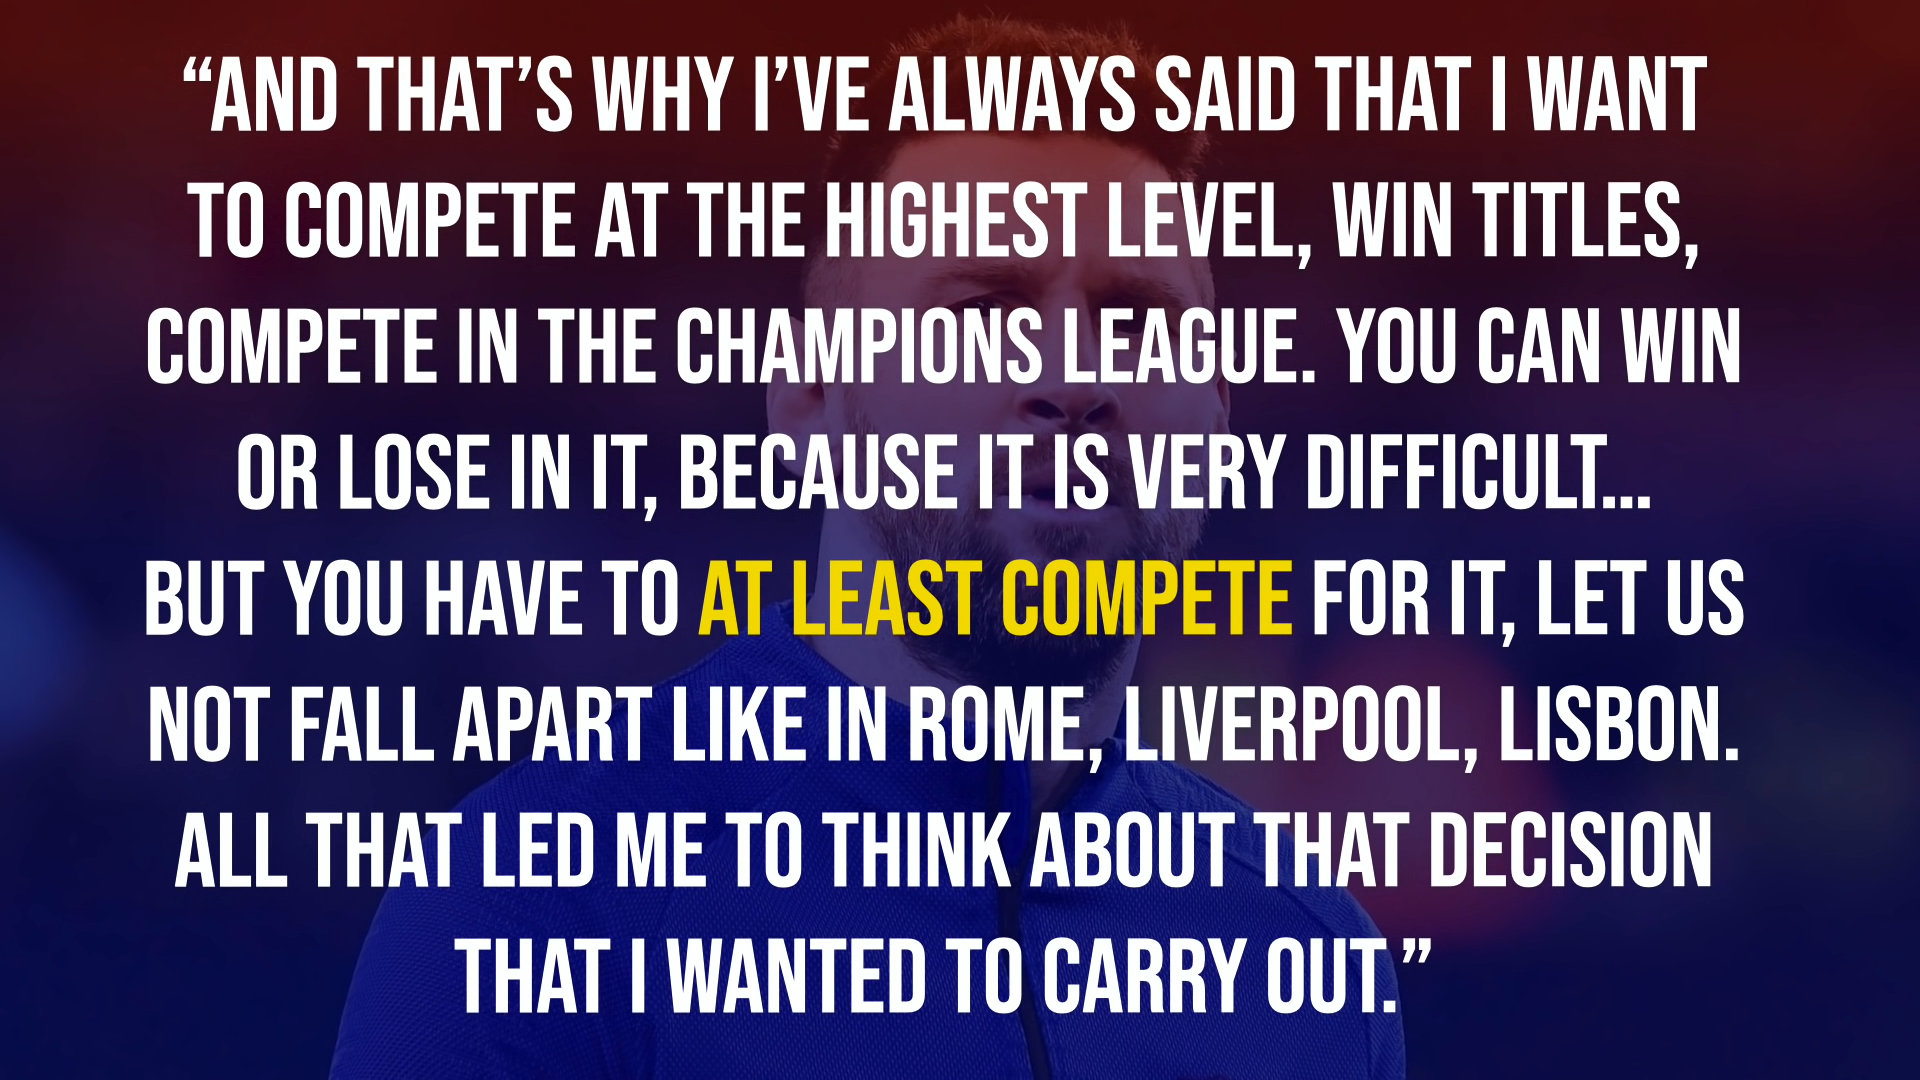 “AND THAT’S WHY I’VE ALWAYS SAID THAT I WANT
TO COMPETE AT THE HIGHEST LEVEL, WIN TITLES,
COMPETE IN THE CHAMPIONS LEAGUE. YOU CAN WIN
OR LOSE IN IT, BECAUSE IT IS VERY DIFFICULT...
BUT YOU HAVE TO AT LEAST COMPETE FOR IT, LET US
NOT FALL APART LIKE IN ROME, LIVERPOOL, LISBON.
ALL THAT LED ME TO THINK ABOUT THAT DECISION
THAT I WANTED TO CARRY OUT.”